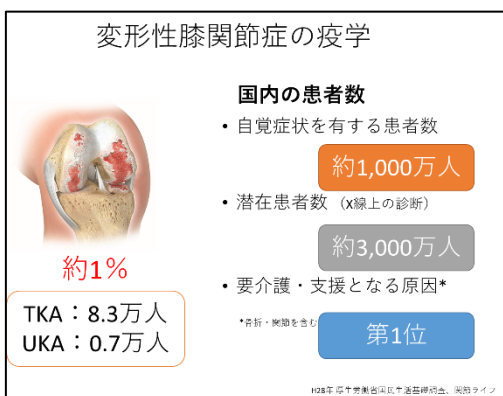 変形性膝関節症の疫学
国内の患者数
• 自覚症状を有する患者数
約1,000万人
• 潜在患者数 (x線上の診断)
約3,000万人
• 要介護・支援となる原因*
*骨折・関節を含む
第1位
約1%
TKA：8.3万人
UKA：0.7万人
H28年 厚生労働省国民生活基礎調査、関節ライフ